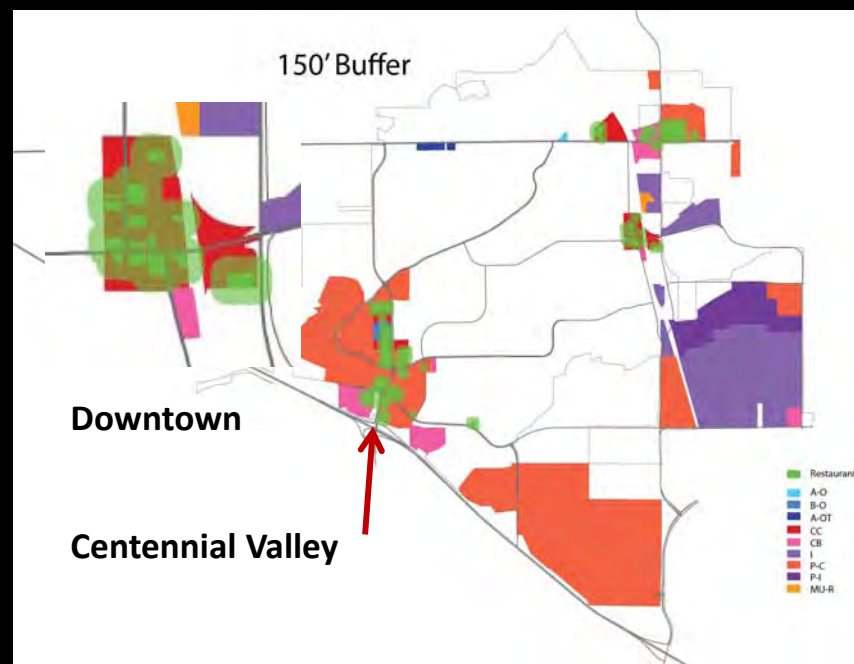 150' Buffer
Downtown
Centennial Valley
Restaurant
A-O
B-O
A-OT
CC
CB
I
P-C
P-I
MU-R